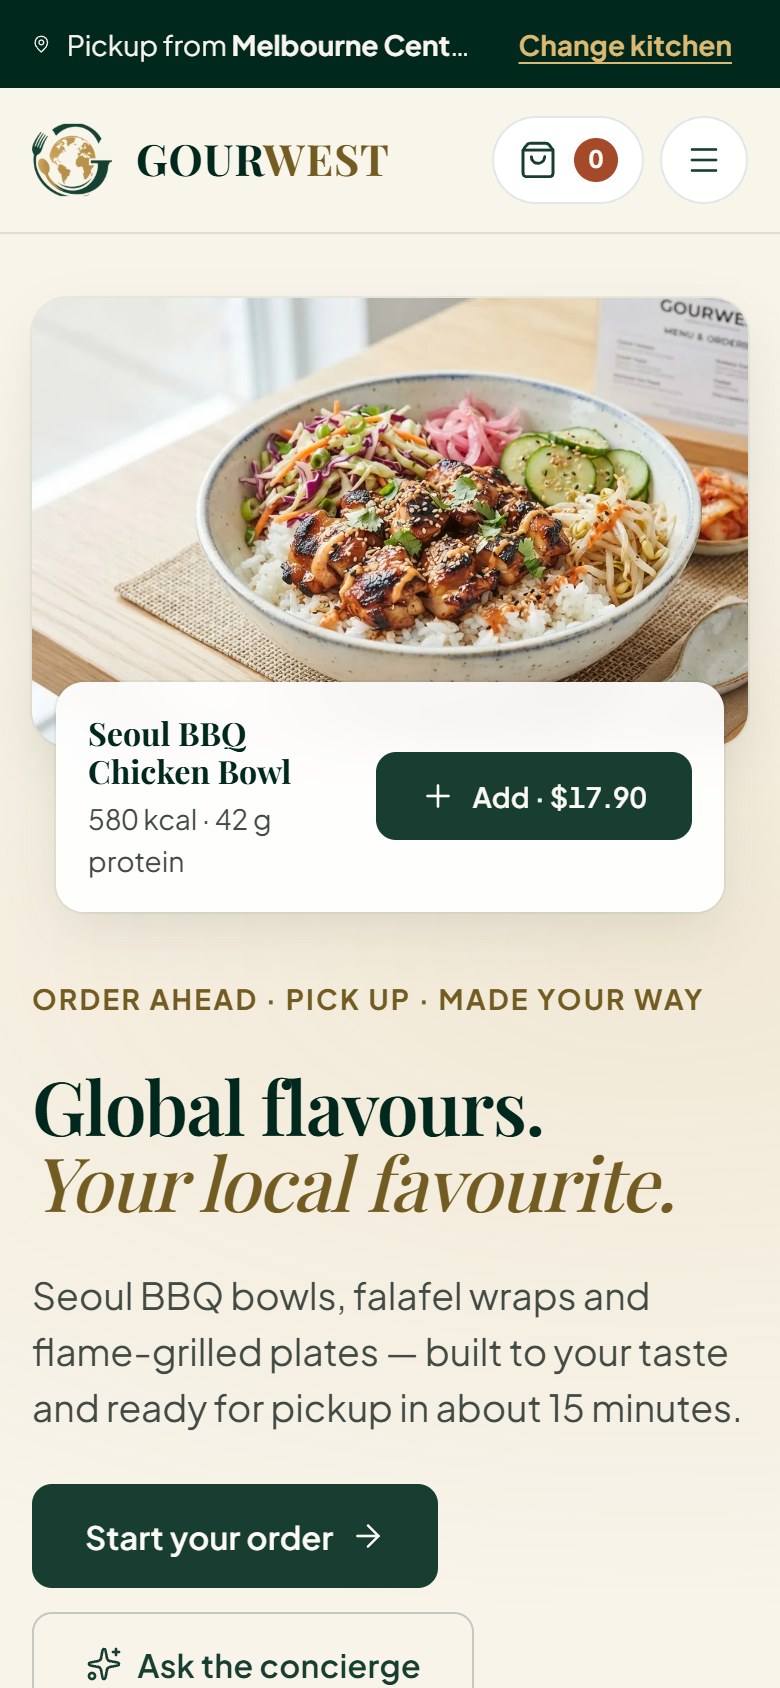 Pickup from Melbourne Cent... Change kitchen
GOURWEST 0
GOURWE
MENU & ORDERS
Seoul BBQ
Chicken Bowl
580 kcal · 42 g
protein
+ Add · $17.90
ORDER AHEAD · PICK UP · MADE YOUR WAY
Global flavours.
Your local favourite.
Seoul BBQ bowls, falafel wraps and
flame-grilled plates — built to your taste
and ready for pickup in about 15 minutes.
Start your order →
Ask the concierge